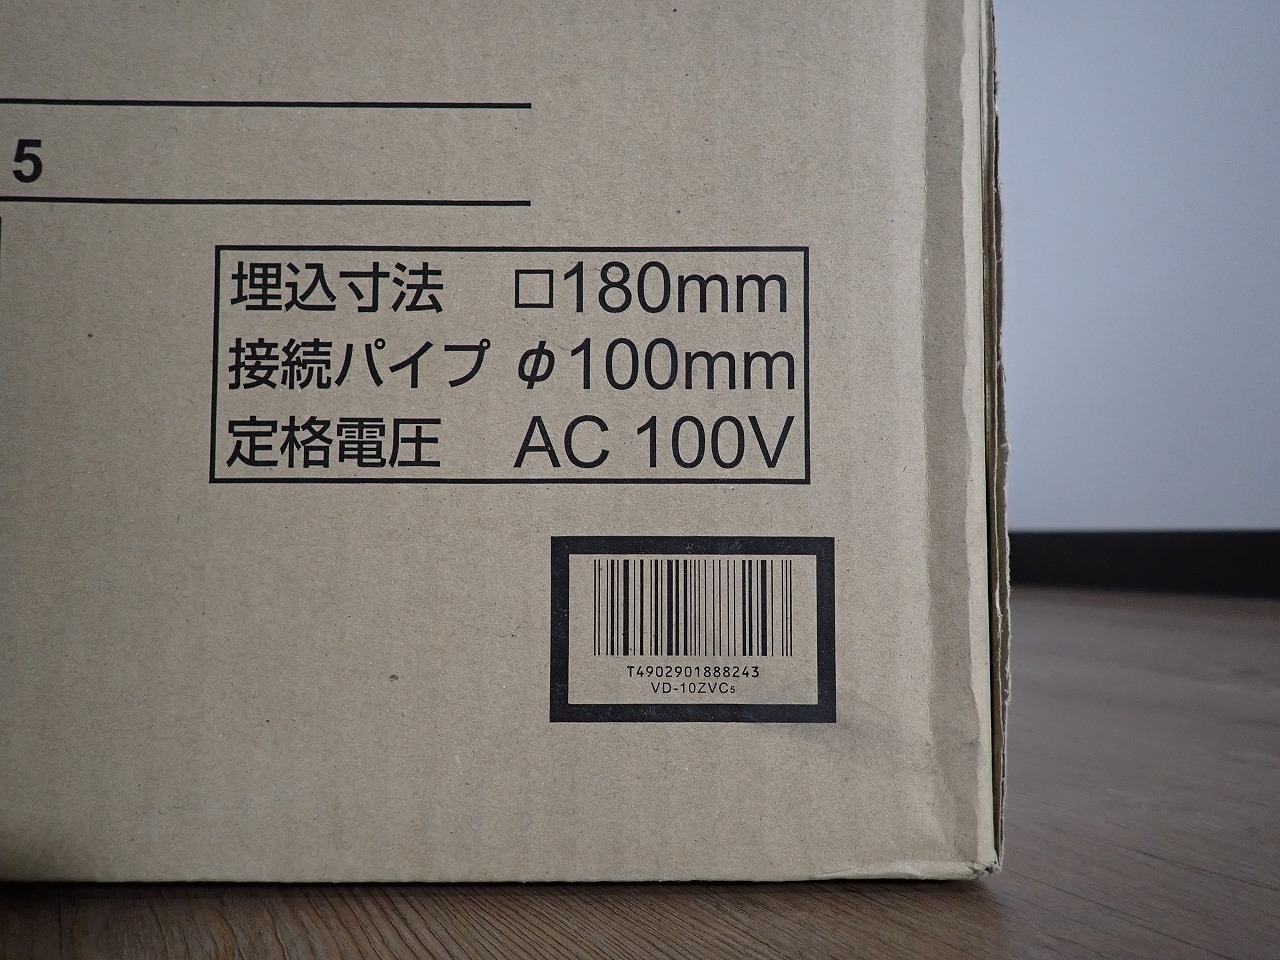 5
埋込寸法 □180mm
接続パイプ φ100mm
定格電圧 AC 100V
T4902901888243
VD-10ZVC₅